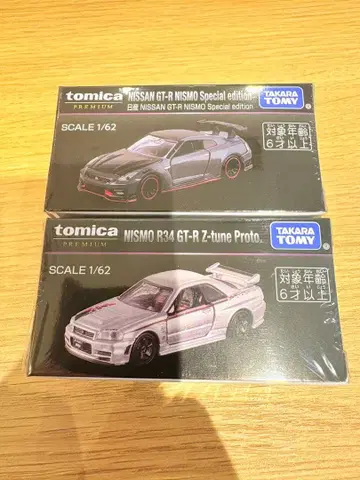 tomica
PREMIUM
NISSAN GT-R NISMO Special edition
日産 NISSAN GT-R NISMO Special edition
TAKARA
TOMY
SCALE 1/62
対象年齢
6才以上
tomica
PREMIUM
NISMO R34 GT-R Z-tune Proto.
TAKARA
TOMY
SCALE 1/62
対象年齢
6才以上